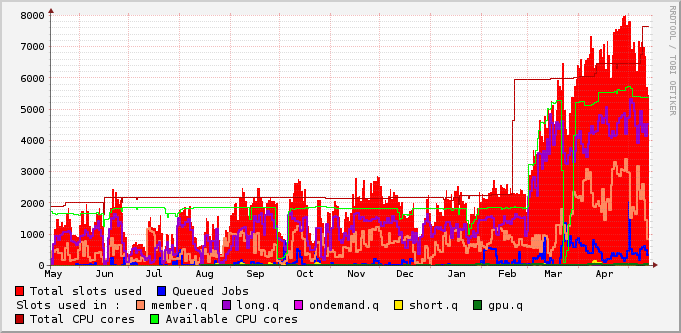 8000
7000
6000
5000
4000
3000
2000
1000
0
May Jun Jul Aug Sep Oct Nov Dec Jan Feb Mar Apr
RRDTOOL / TOBI OETIKER
Total slots used Queued Jobs
Slots used in : member.q long.q ondemand.q short.q gpu.q
Total CPU cores Available CPU cores